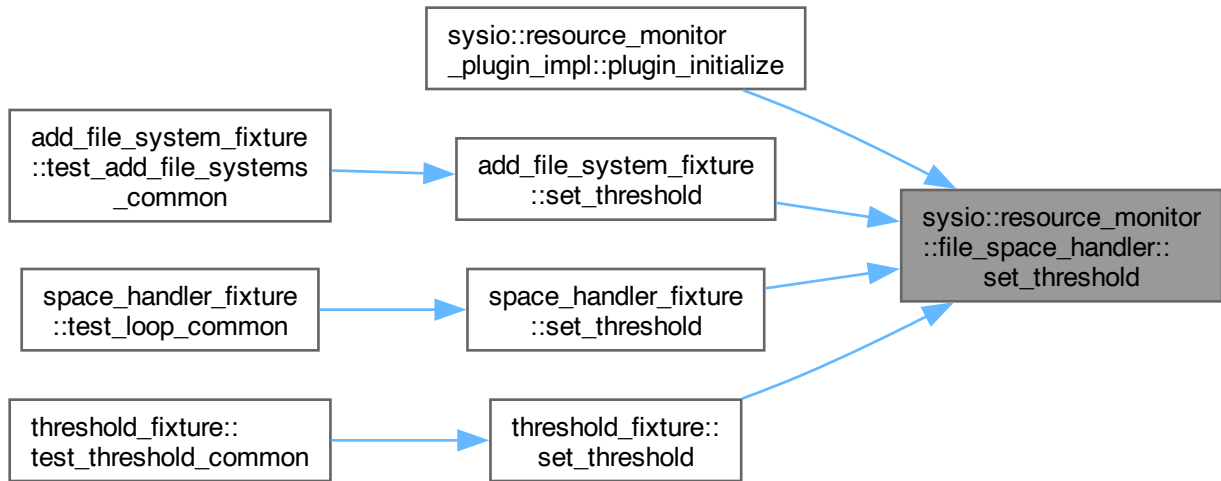 sysio::resource_monitor
_plugin_impl::plugin_initialize
add_file_system_fixture
::test_add_file_systems
_common
add_file_system_fixture
::set_threshold
sysio::resource_monitor
::file_space_handler::
set_threshold
space_handler_fixture
::test_loop_common
space_handler_fixture
::set_threshold
threshold_fixture::
test_threshold_common
threshold_fixture::
set_threshold